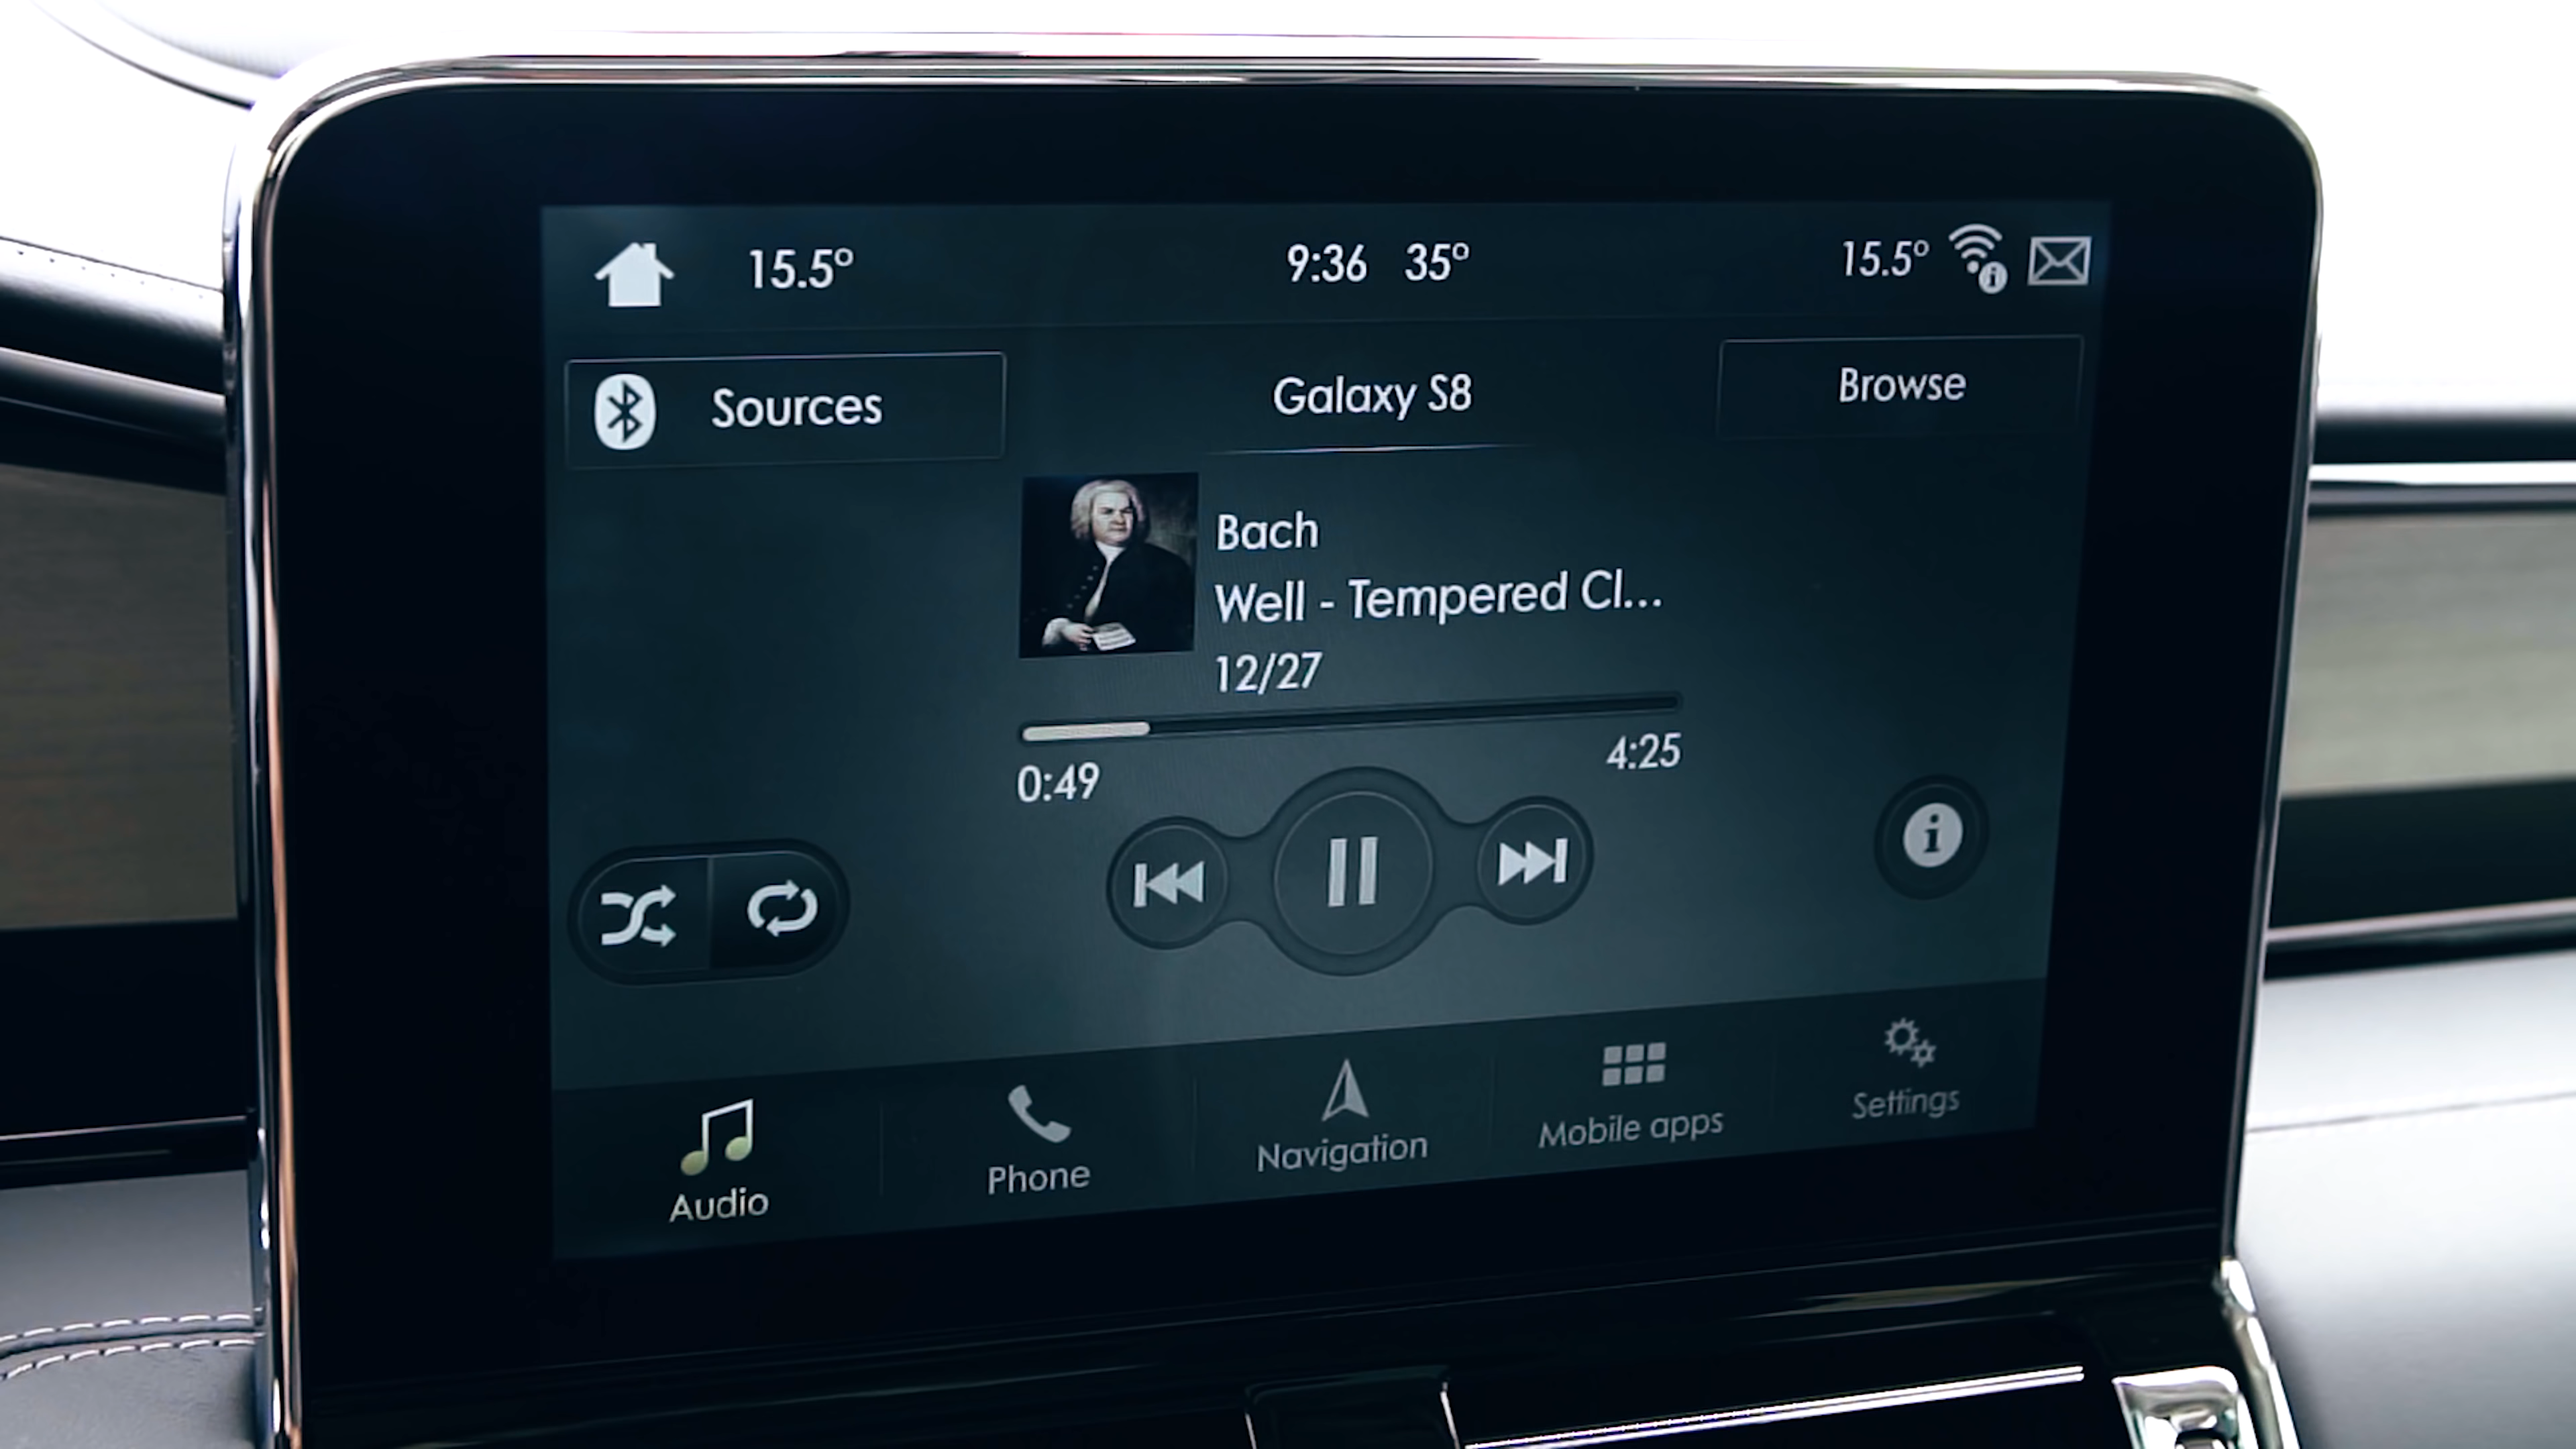 15.5° 9:36 35° 15.5°
Sources Galaxy S8 Browse
Bach
Well - Tempered Cl...
12/27
0:49 4:25
Audio Phone Navigation Mobile apps Settings